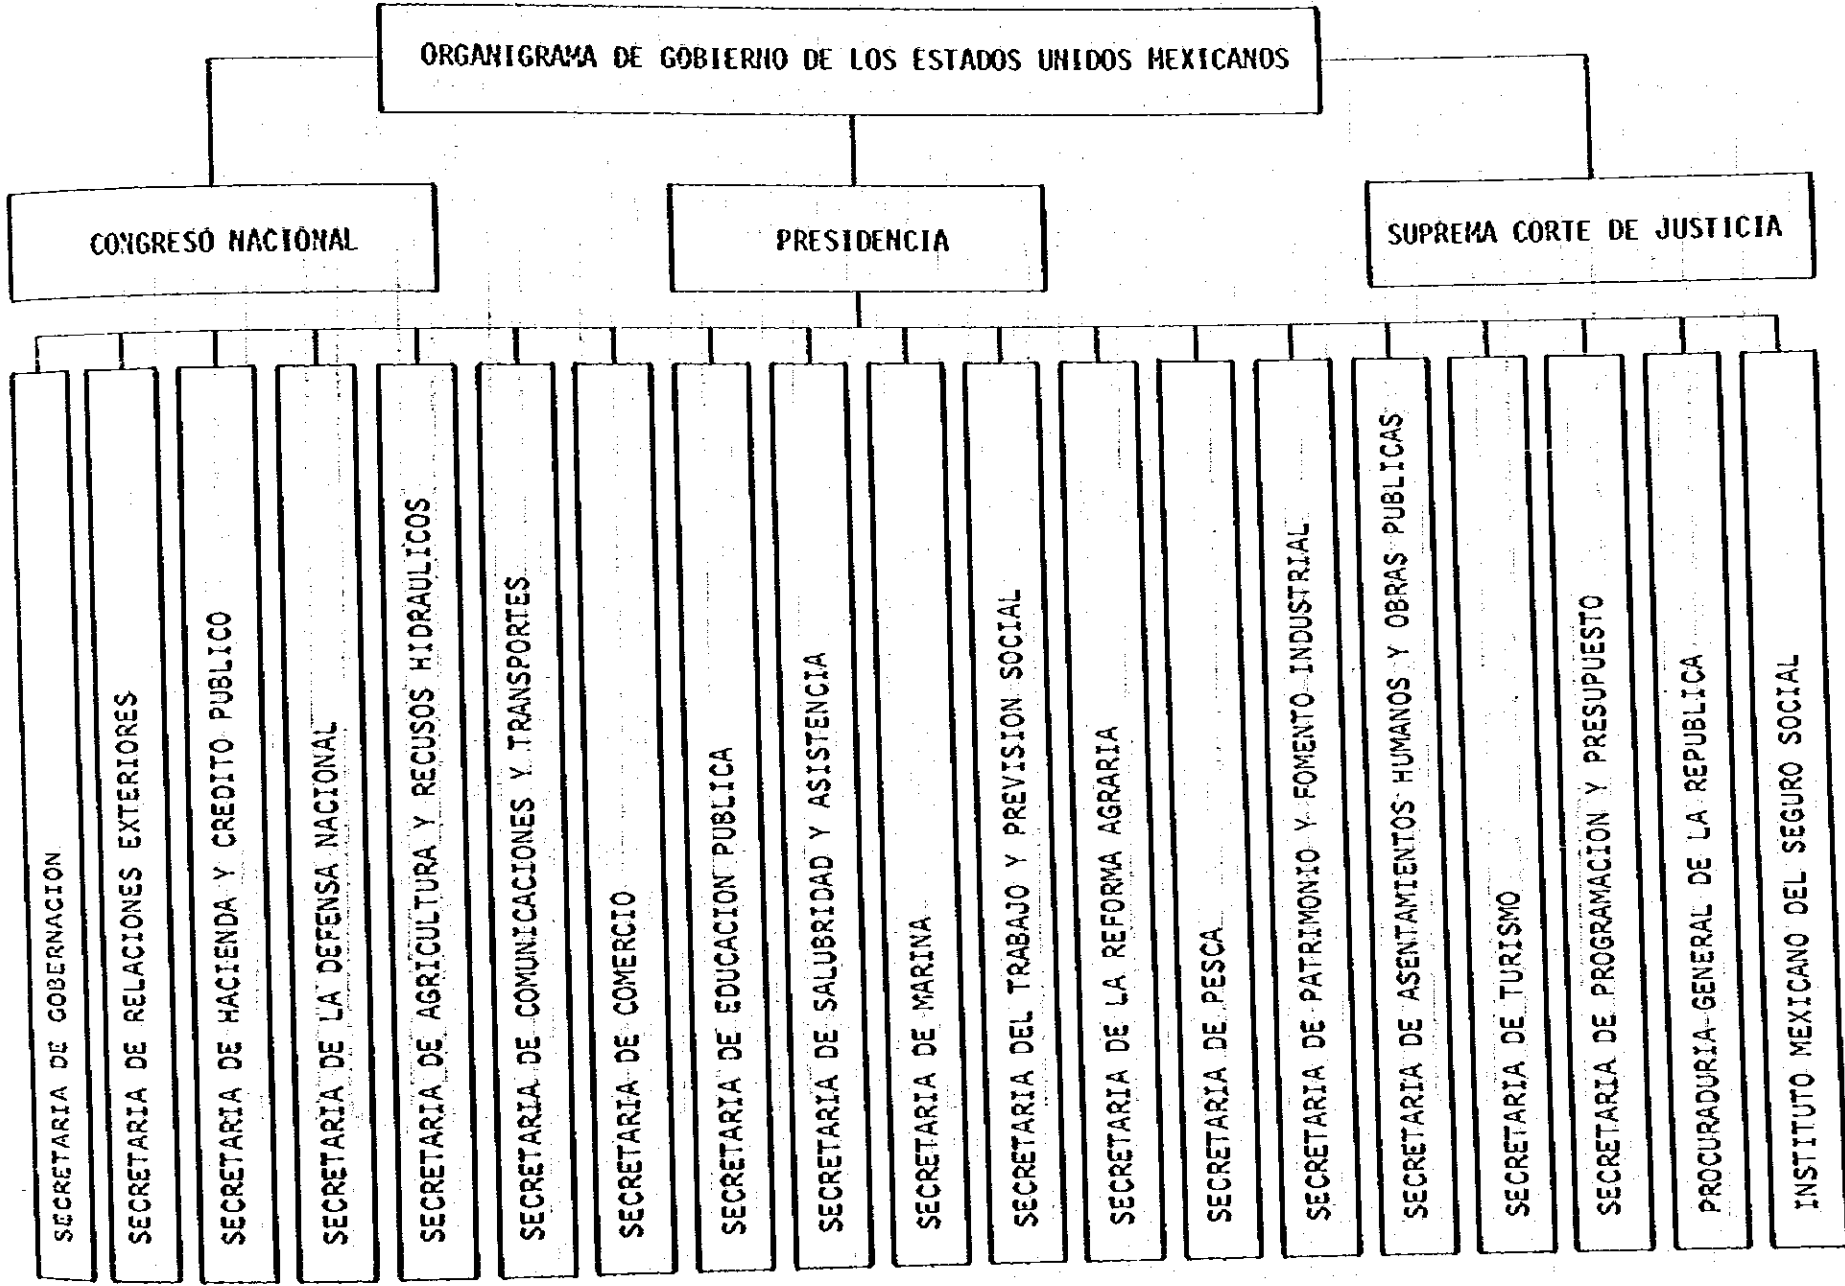 ORGANIGRAMA DE GOBIERNO DE LOS ESTADOS UNIDOS MEXICANOS
CONGRESO NACIONAL
PRESIDENCIA
SUPREMA CORTE DE JUSTICIA
SECRETARIA DE GOBERNACION
SECRETARIA DE RELACIONES EXTERIORES
SECRETARIA DE HACIENDA Y CREDITO PUBLICO
SECRETARIA DE LA DEFENSA NACIONAL
SECRETARIA DE AGRICULTURA Y RECUSOS HIDRAULICOS
SECRETARIA DE COMUNICACIONES Y TRANSPORTES
SECRETARIA DE COMERCIO
SECRETARIA DE EDUCACION PUBLICA
SECRETARIA DE SALUBRIDAD Y ASISTENCIA
SECRETARIA DE MARINA
SECRETARIA DEL TRABAJO Y PREVISION SOCIAL
SECRETARIA DE LA REFORMA AGRARIA
SECRETARIA DE PESCA
SECRETARIA DE PATRIMONIO Y FOMENTO INDUSTRIAL
SECRETARIA DE ASENTAMIENTOS HUMANOS Y OBRAS PUBLICAS
SECRETARIA DE TURISMO
SECRETARIA DE PROGRAMACION Y PRESUPUESTO
PROCURADURIA GENERAL DE LA REPUBLICA
INSTITUTO MEXICANO DEL SEGURO SOCIAL